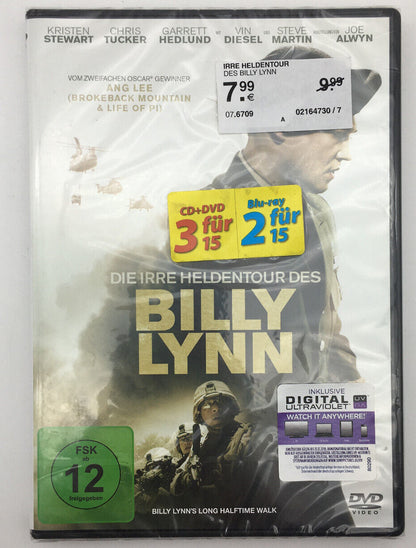 KRISTEN STEWART CHRIS TUCKER GARRETT HEDLUND MIT VIN DIESEL UND STEVE MARTIN JOE ALWYN
VOM ZWEIFACHEN OSCAR® GEWINNER
ANG LEE
(BROKEBACK MOUNTAIN
& LIFE OF PI)
IRRE HELDENTOUR
DES BILLY LYNN
7.99 €
9.99
07.6709
A
02164730 / 7
CD+DVD
3 für
15
Blu-ray
2 für
15
DIE IRRE HELDENTOUR DES
BILLY
LYNN
INKLUSIVE
DIGITAL
ULTRAVIOLET
UV
WATCH IT ANYWHERE!
FSK
ab
12
freigegeben
BILLY LYNN'S LONG HALFTIME WALK
DVD
VIDEO